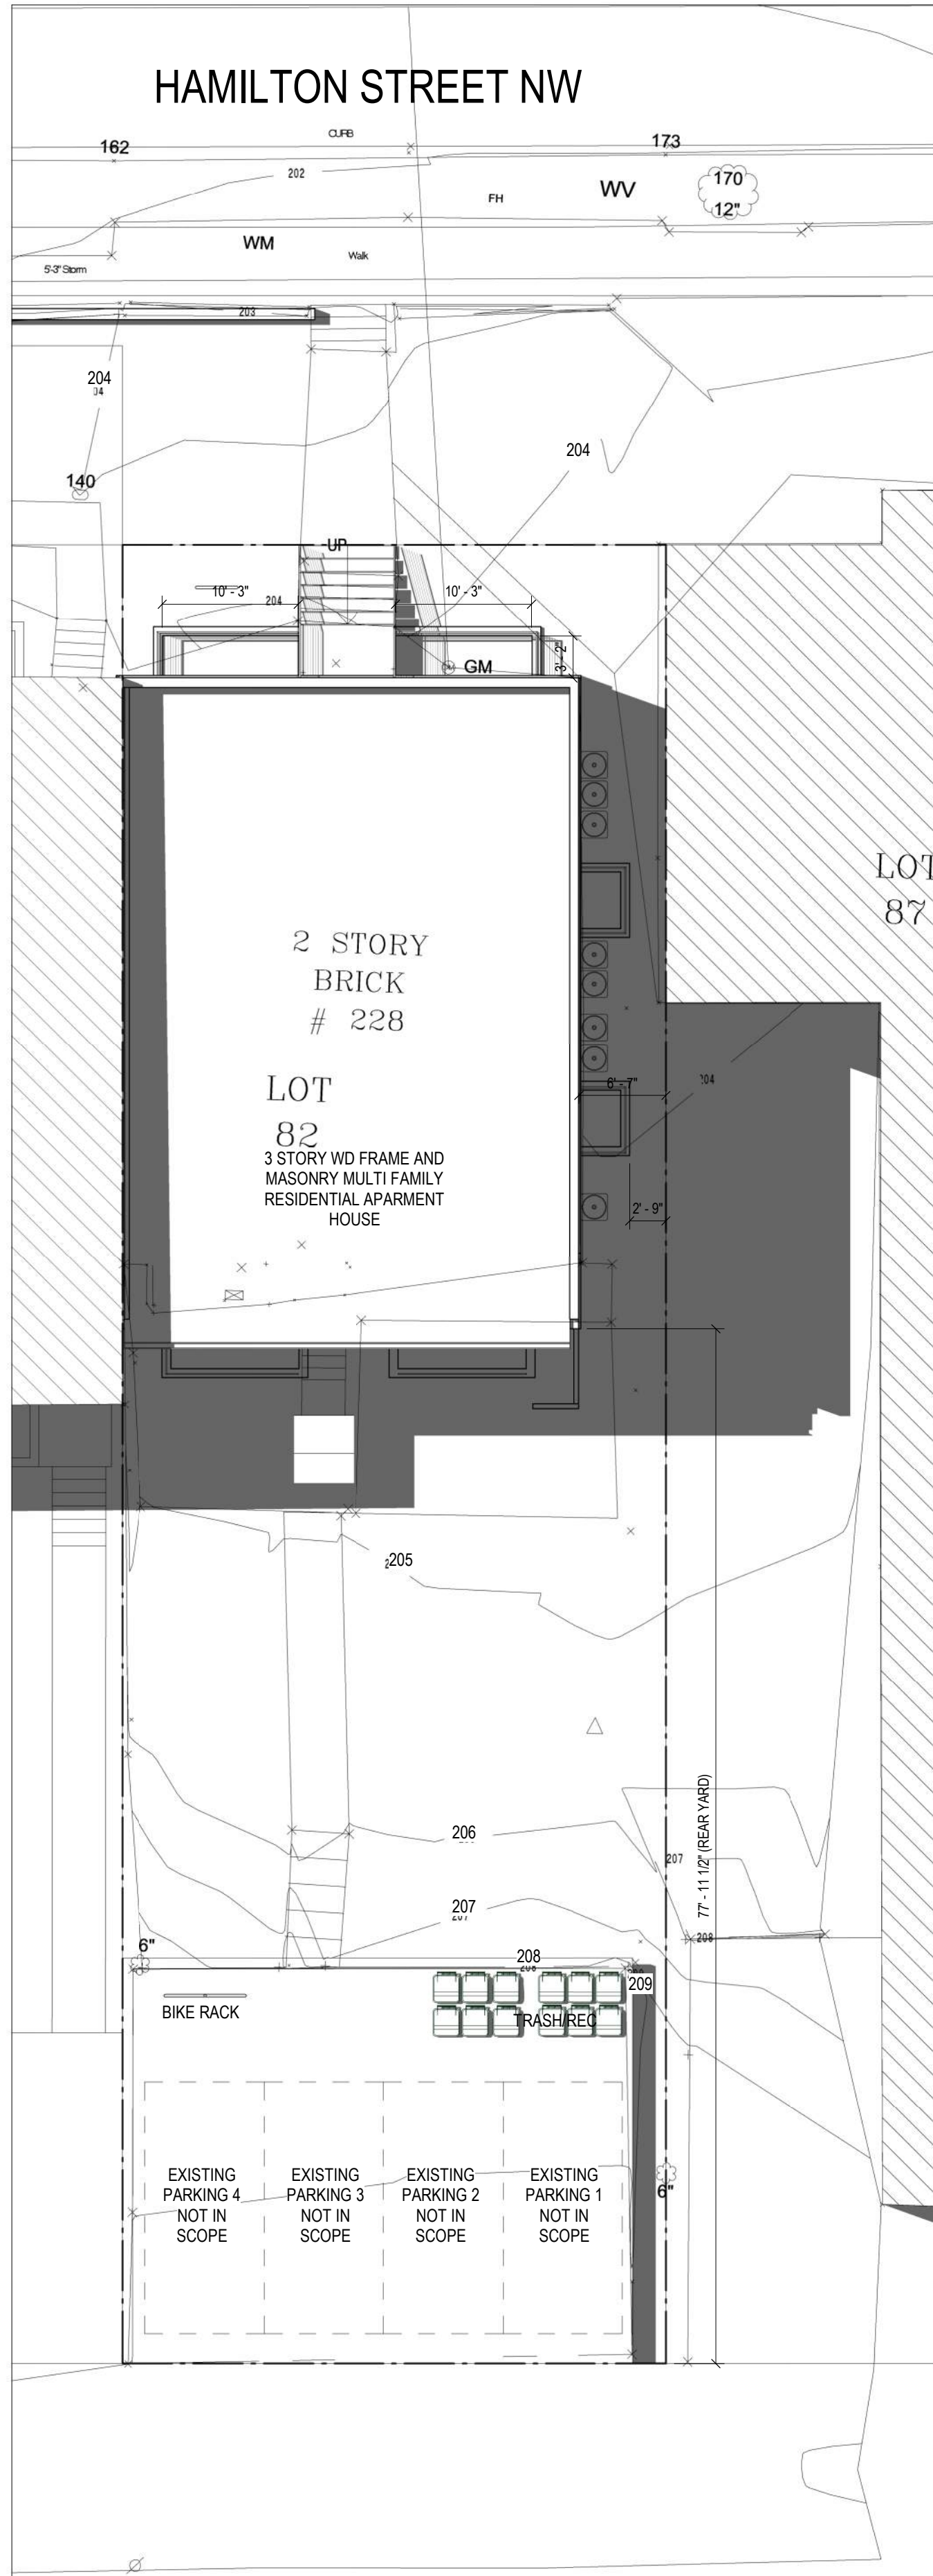 HAMILTON STREET NW
CURB
162
173
202
170
12"
FH
WV
WM
Walk
5'-3" Storm
203
204
140
204
UP
10' - 3"
204
10' - 3"
3' - 2"
GM
LOT
87
2 STORY
BRICK
# 228
LOT
82
3 STORY WD FRAME AND
MASONRY MULTI FAMILY
RESIDENTIAL APARMENT
HOUSE
6' - 7"
2' - 9"
205
206
207
77' - 11 1/2" (REAR YARD)
207
208
6"
208
209
BIKE RACK
TRASH/REC
EXISTING
PARKING 4
NOT IN
SCOPE
EXISTING
PARKING 3
NOT IN
SCOPE
EXISTING
PARKING 2
NOT IN
SCOPE
EXISTING
PARKING 1
NOT IN
SCOPE
6"